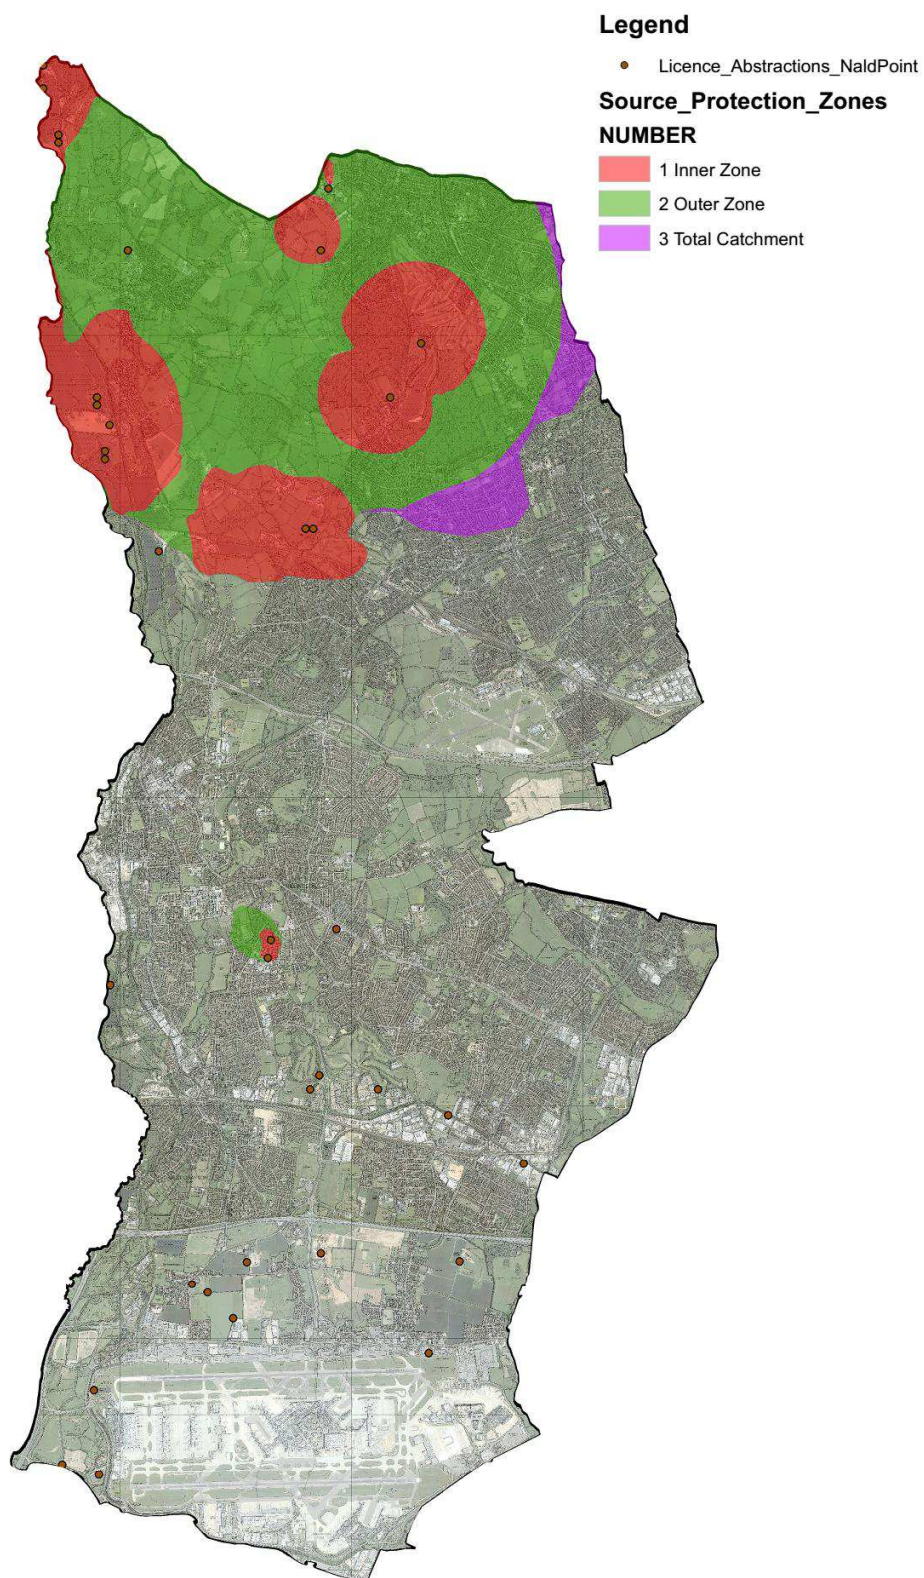 Legend
Licence_Abstractions_NaldPoint
Source_Protection_Zones
NUMBER
1 Inner Zone
2 Outer Zone
3 Total Catchment